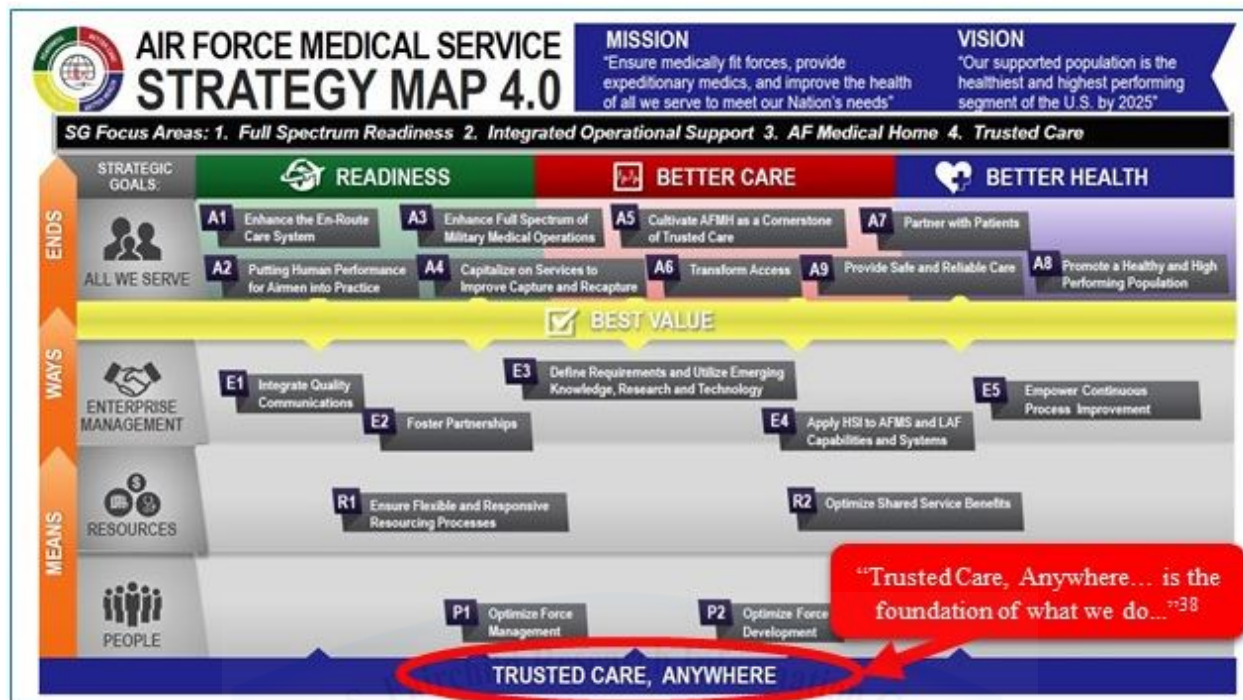 AIR FORCE MEDICAL SERVICE
STRATEGY MAP 4.0
MISSION
"Ensure medically fit forces, provide
expeditionary medics, and improve the health
of all we serve to meet our Nation's needs"
VISION
"Our supported population is the
healthiest and highest performing
segment of the U.S. by 2025"
SG Focus Areas: 1. Full Spectrum Readiness 2. Integrated Operational Support 3. AF Medical Home 4. Trusted Care
STRATEGIC
GOALS:
READINESS
BETTER CARE
BETTER HEALTH
ENDS
ALL WE SERVE
A1 Enhance the En-Route
Care System
A3 Enhance Full Spectrum of
Military Medical Operations
A5 Cultivate AFMH as a Cornerstone
of Trusted Care
A7 Partner with Patients
A2 Putting Human Performance
for Airmen into Practice
A4 Capitalize on Services to
Improve Capture and Recapture
A6 Transform Access
A9 Provide Safe and Reliable Care
A8 Promote a Healthy and High
Performing Population
BEST VALUE
WAYS
ENTERPRISE
MANAGEMENT
E1 Integrate Quality
Communications
E2 Foster Partnerships
E3 Define Requirements and Utilize Emerging
Knowledge, Research and Technology
E4 Apply HSI to AFMS and LAF
Capabilities and Systems
E5 Empower Continuous
Process Improvement
MEANS
RESOURCES
R1 Ensure Flexible and Responsive
Resourcing Processes
R2 Optimize Shared Service Benefits
PEOPLE
P1 Optimize Force
Management
P2 Optimize Force
Development
"Trusted Care, Anywhere... is the
foundation of what we do..."38
TRUSTED CARE, ANYWHERE